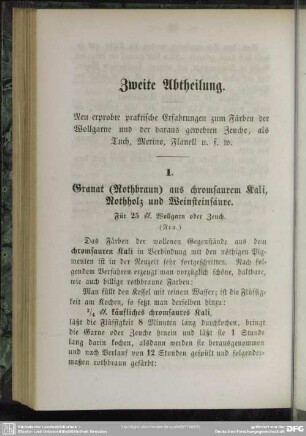 Zweite Abtheilung.
Neu erprobte praktische Erfahrungen zum Färben der
Wollgarne und der daraus gewebten Zeuche, als
Tuch, Merino, Flanell u. s. w.
1.
Granat (Rothbraun) aus chromsaurem Kali,
Rothholz und Weinsteinsäure.
Für 25 ℔. Wollgarn oder Zeuch.
(Neu.)
Das Färben der wollenen Gegenstände aus dem
chromsauren Kali in Verbindung mit den nöthigen Pig-
menten ist in der Neuzeit sehr fortgeschritten. Nach fol-
gendem Verfahren erzeugt man vorzüglich schöne, haltbare,
wie auch billige rothbraune Farben:
Man füllt den Kessel mit reinem Wasser; ist die Flüssig-
keit am Kochen, so setzt man derselben hinzu:
³/₄ ℔. käufliches chromsaures Kali,
läßt die Flüssigkeit 8 Minuten lang durchkochen, bringt
die Garne oder Zeuche hinein und läßt sie 1 Stunde
lang darin kochen, alsdann werden sie herausgenommen
und nach Verlauf von 12 Stunden gespült und folgender-
maßen rothbraun gefärbt: